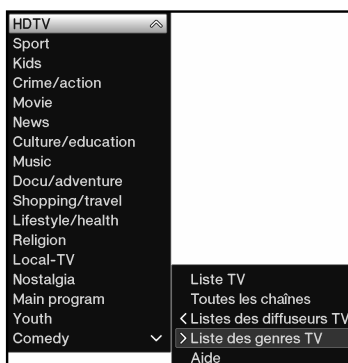 HDTV
Sport
Kids
Crime/action
Movie
News
Culture/education
Music
Docu/adventure
Shopping/travel
Lifestyle/health
Religion
Local-TV
Nostalgia
Main program
Youth
Comedy
Liste TV
Toutes les chaînes
Listes des diffuseurs TV
Liste des genres TV
Aide